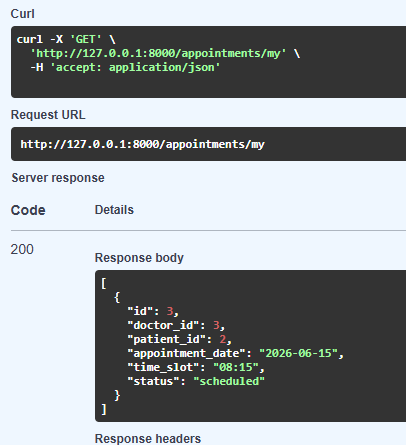 Curl
curl -X 'GET' \
  'http://127.0.0.1:8000/appointments/my' \
  -H 'accept: application/json'
Request URL
http://127.0.0.1:8000/appointments/my
Server response
Code Details
200
Response body
[
  {
    "id": 3,
    "doctor_id": 3,
    "patient_id": 2,
    "appointment_date": "2026-06-15",
    "time_slot": "08:15",
    "status": "scheduled"
  }
]
Response headers